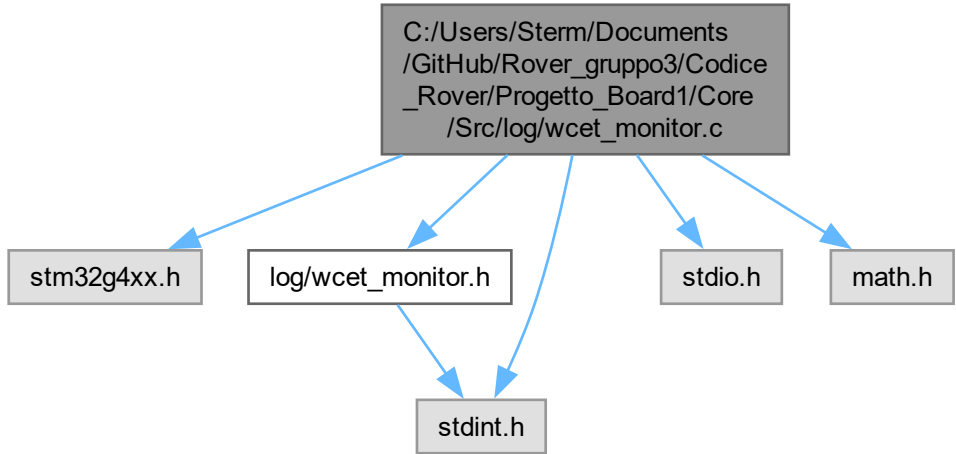 C:/Users/Sterm/Documents
/GitHub/Rover_gruppo3/Codice
_Rover/Progetto_Board1/Core
/Src/log/wcet_monitor.c
stm32g4xx.h
log/wcet_monitor.h
stdio.h
math.h
stdint.h